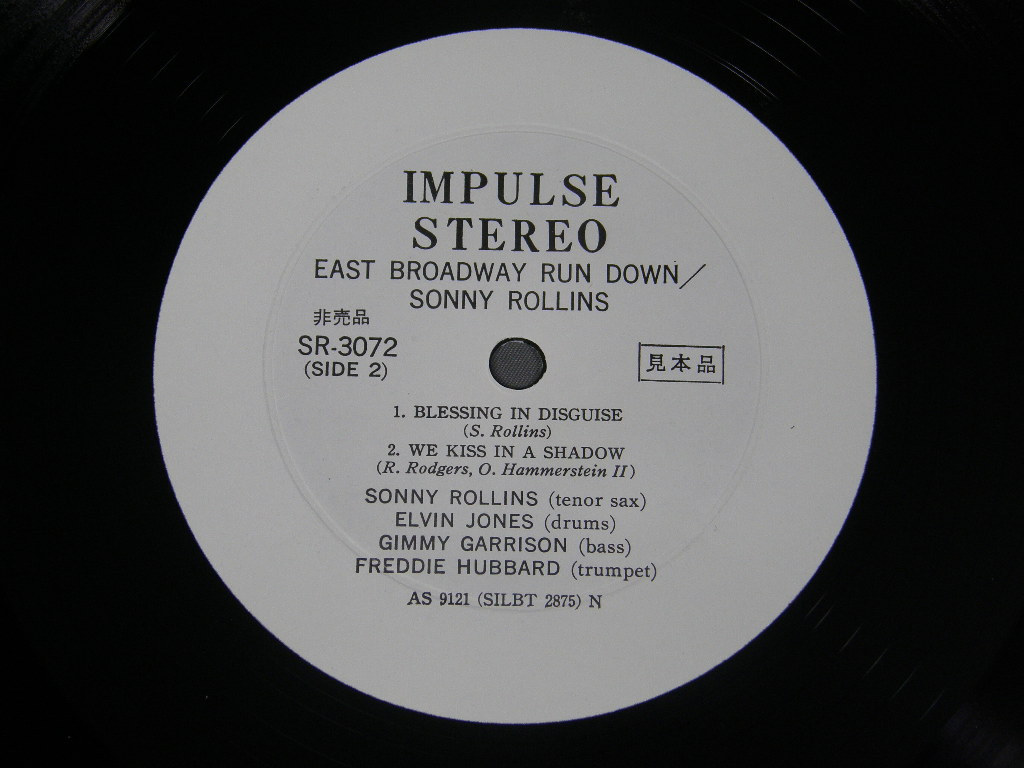 IMPULSE
STEREO
EAST BROADWAY RUN DOWN/
SONNY ROLLINS
非売品
SR-3072
(SIDE 2)
見本品
1. BLESSING IN DISGUISE
(S. Rollins)
2. WE KISS IN A SHADOW
(R. Rodgers, O. Hammerstein II)
SONNY ROLLINS (tenor sax)
ELVIN JONES (drums)
GIMMY GARRISON (bass)
FREDDIE HUBBARD (trumpet)
AS 9121 (SILBT 2875) N